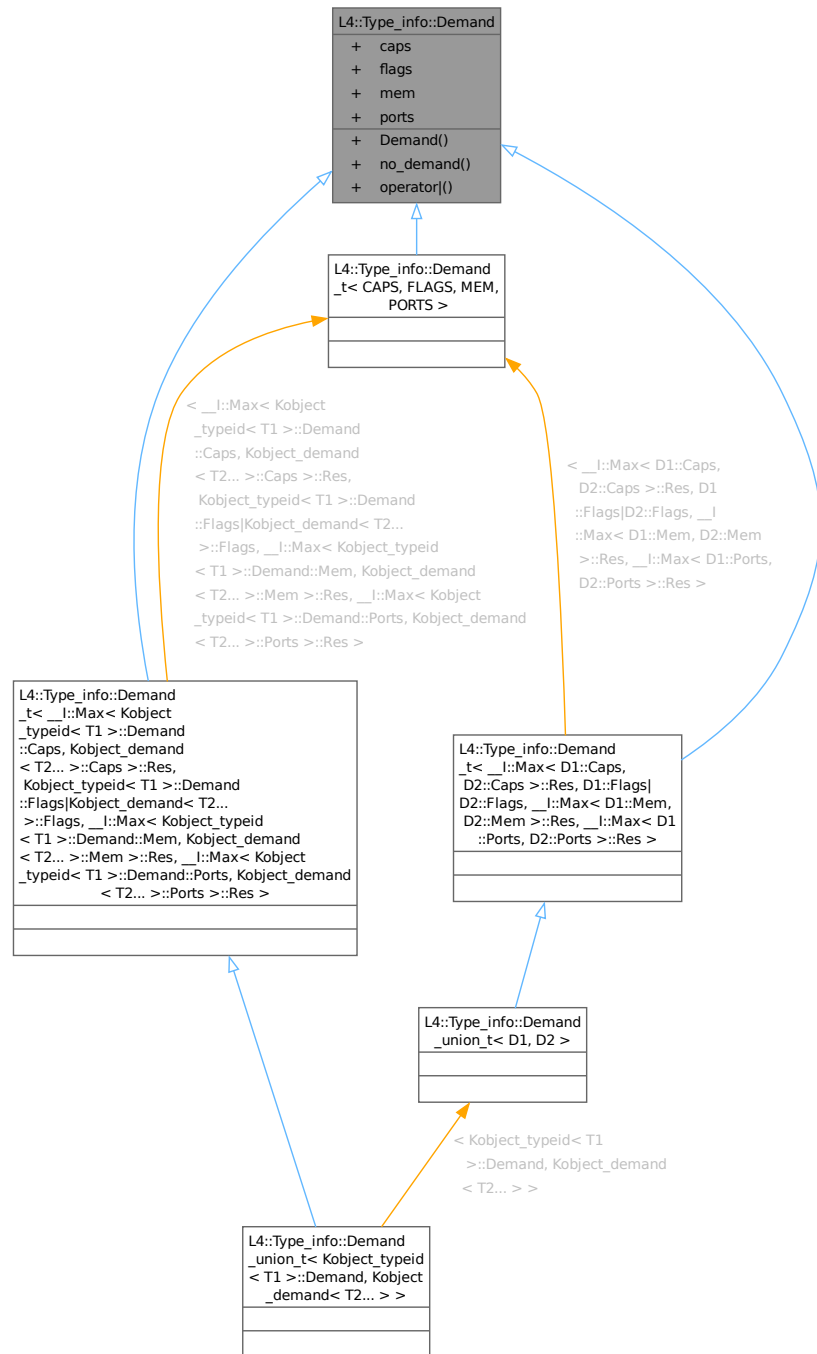 L4::Type_info::Demand
+ caps
+ flags
+ mem
+ ports
+ Demand()
+ no_demand()
+ operator|()
L4::Type_info::Demand
_t< CAPS, FLAGS, MEM,
PORTS >
< __I::Max< Kobject
_typeid< T1 >::Demand
::Caps, Kobject_demand
< T2... >::Caps >::Res,
Kobject_typeid< T1 >::Demand
::Flags|Kobject_demand< T2...
>::Flags, __I::Max< Kobject_typeid
< T1 >::Demand::Mem, Kobject_demand
< T2... >::Mem >::Res, __I::Max< Kobject
_typeid< T1 >::Demand::Ports, Kobject_demand
< T2... >::Ports >::Res >
< __I::Max< D1::Caps,
D2::Caps >::Res, D1
::Flags|D2::Flags, __I
::Max< D1::Mem, D2::Mem
>::Res, __I::Max< D1::Ports,
D2::Ports >::Res >
L4::Type_info::Demand
_t< __I::Max< Kobject
_typeid< T1 >::Demand
::Caps, Kobject_demand
< T2... >::Caps >::Res,
Kobject_typeid< T1 >::Demand
::Flags|Kobject_demand< T2...
>::Flags, __I::Max< Kobject_typeid
< T1 >::Demand::Mem, Kobject_demand
< T2... >::Mem >::Res, __I::Max< Kobject
_typeid< T1 >::Demand::Ports, Kobject_demand
< T2... >::Ports >::Res >
L4::Type_info::Demand
_t< __I::Max< D1::Caps,
D2::Caps >::Res, D1::Flags|
D2::Flags, __I::Max< D1::Mem,
D2::Mem >::Res, __I::Max< D1
::Ports, D2::Ports >::Res >
L4::Type_info::Demand
_union_t< D1, D2 >
< Kobject_typeid< T1
>::Demand, Kobject_demand
< T2... > >
L4::Type_info::Demand
_union_t< Kobject_typeid
< T1 >::Demand, Kobject
_demand< T2... > >